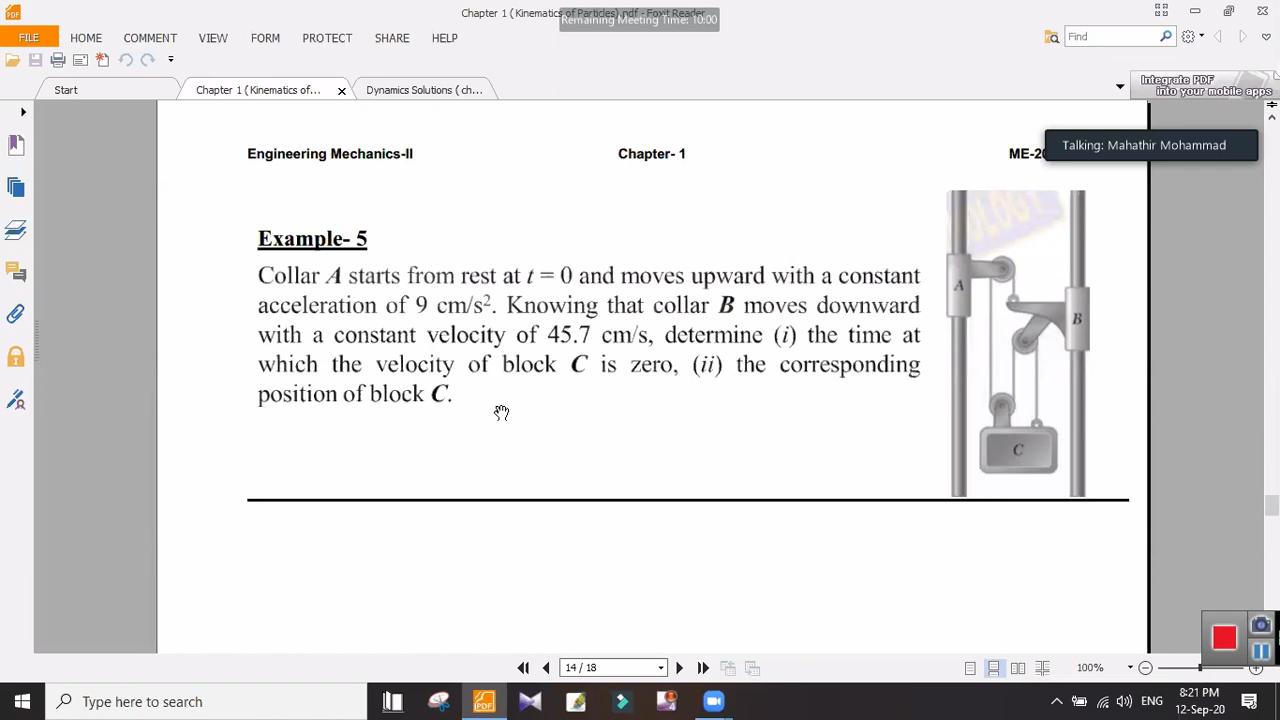 Chapter 1 ( Kinematics of Particles).pdf - Foxit Reader
Remaining Meeting Time: 10:00
FILE HOME COMMENT VIEW FORM PROTECT SHARE HELP
Find
Start
Chapter 1 ( Kinematics of...
Dynamics Solutions ( ch...
Integrate PDF
into your mobile apps
Talking: Mahathir Mohammad
Engineering Mechanics-II Chapter- 1
Example- 5
Collar A starts from rest at t = 0 and moves upward with a constant
acceleration of 9 cm/s². Knowing that collar B moves downward
with a constant velocity of 45.7 cm/s, determine (i) the time at
which the velocity of block C is zero, (ii) the corresponding
position of block C.
A
B
C
14 / 18
100%
Type here to search
ENG
8:21 PM
12-Sep-20